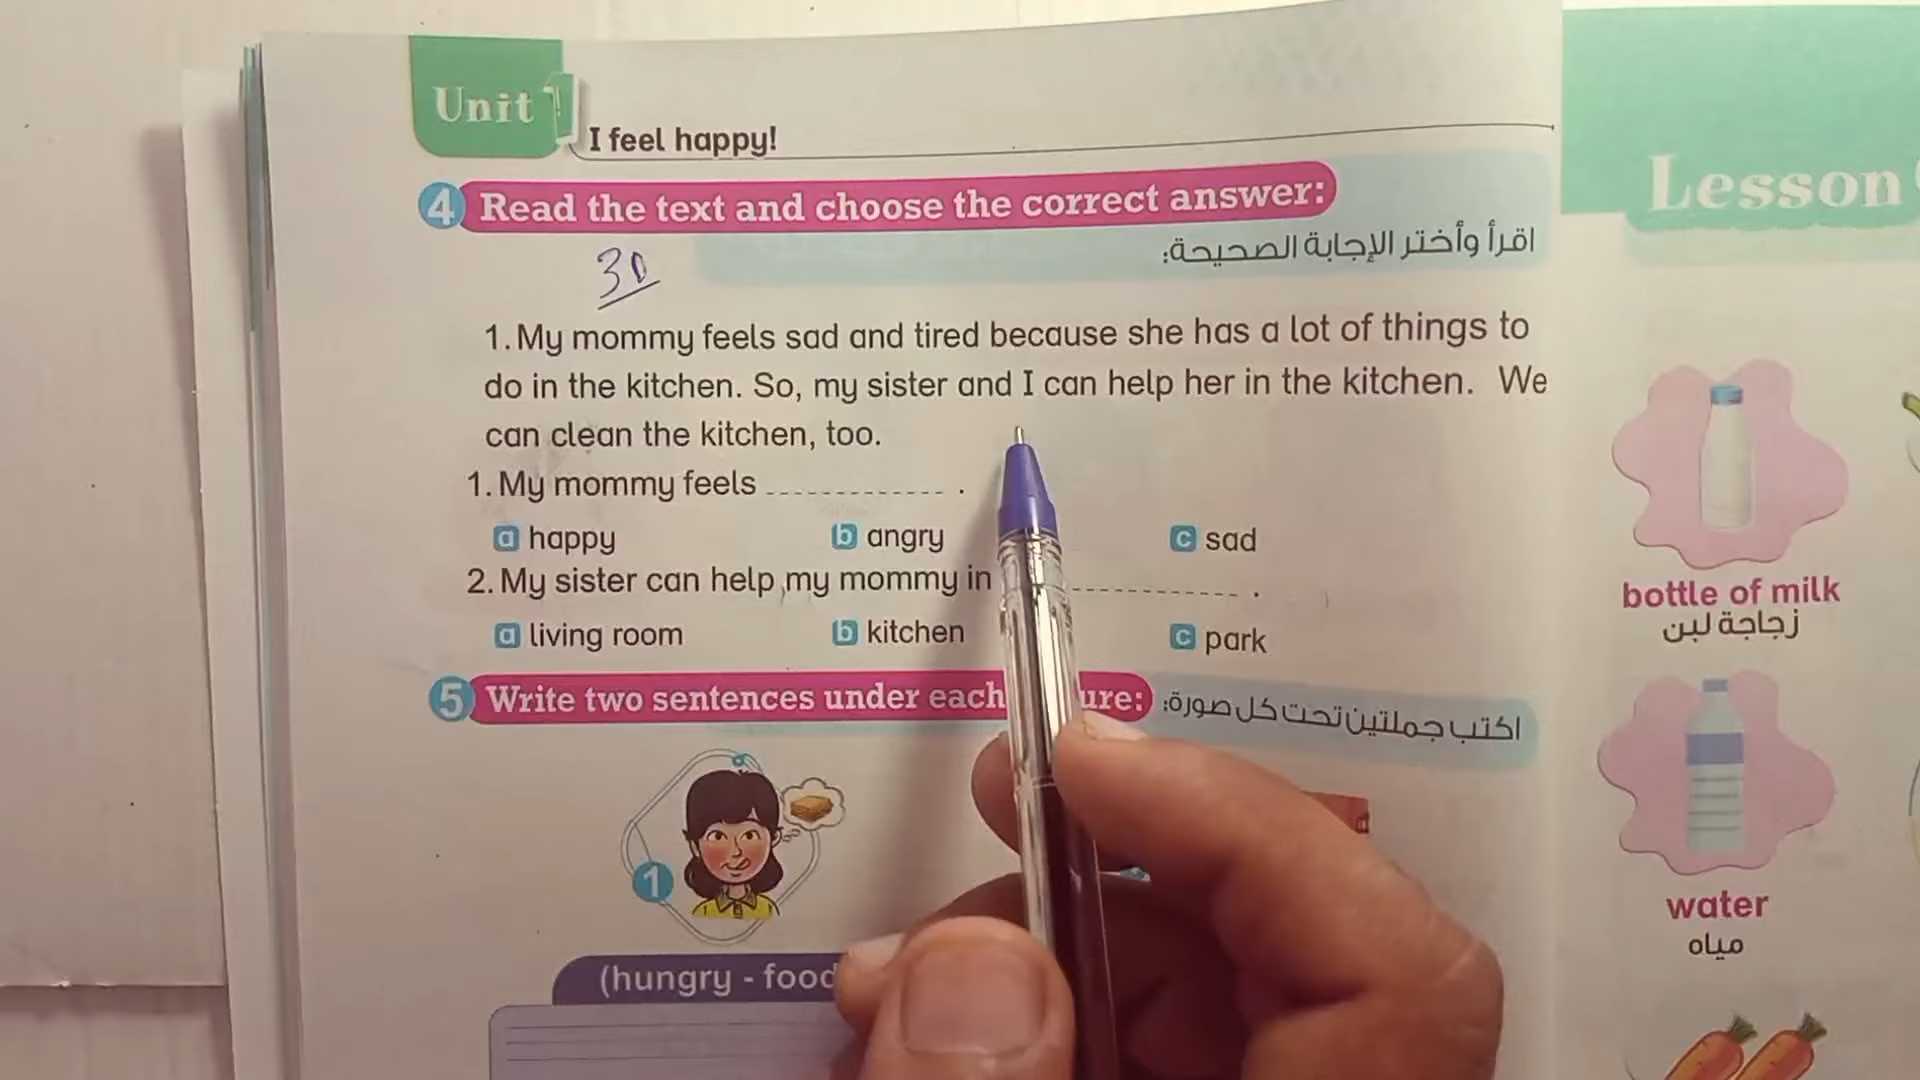 Unit 1
I feel happy!
4 Read the text and choose the correct answer:
اقرأ وأختر الإجابة الصحيحة:
30
1. My mommy feels sad and tired because she has a lot of things to
do in the kitchen. So, my sister and I can help her in the kitchen. We
can clean the kitchen, too.
1. My mommy feels ............. .
a happy b angry c sad
2. My sister can help my mommy in ............. .
a living room b kitchen c park
5 Write two sentences under each
اكتب جملتين تحت كل صورة:
1
(hungry - food
Lesson
bottle of milk
زجاجة لبن
water
مياه